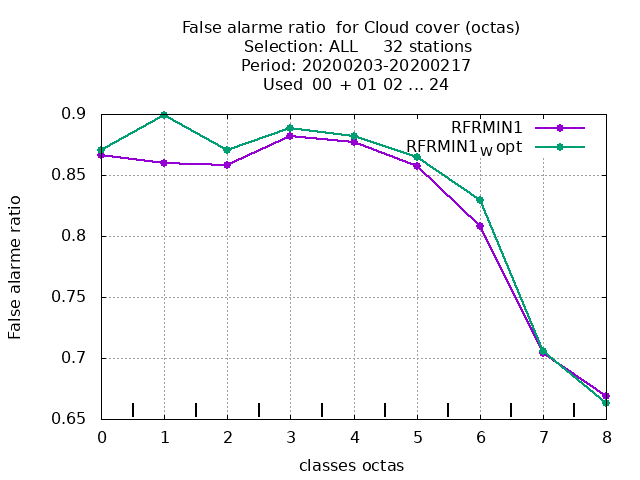 False alarme ratio  for Cloud cover (octas)
Selection: ALL     32 stations
Period: 20200203-20200217
Used  00 + 01 02 ... 24
RFRMIN1
RFRMIN1W opt
0.9
0.85
0.8
0.75
0.7
0.65
False alarme ratio
0 1 2 3 4 5 6 7 8
classes octas